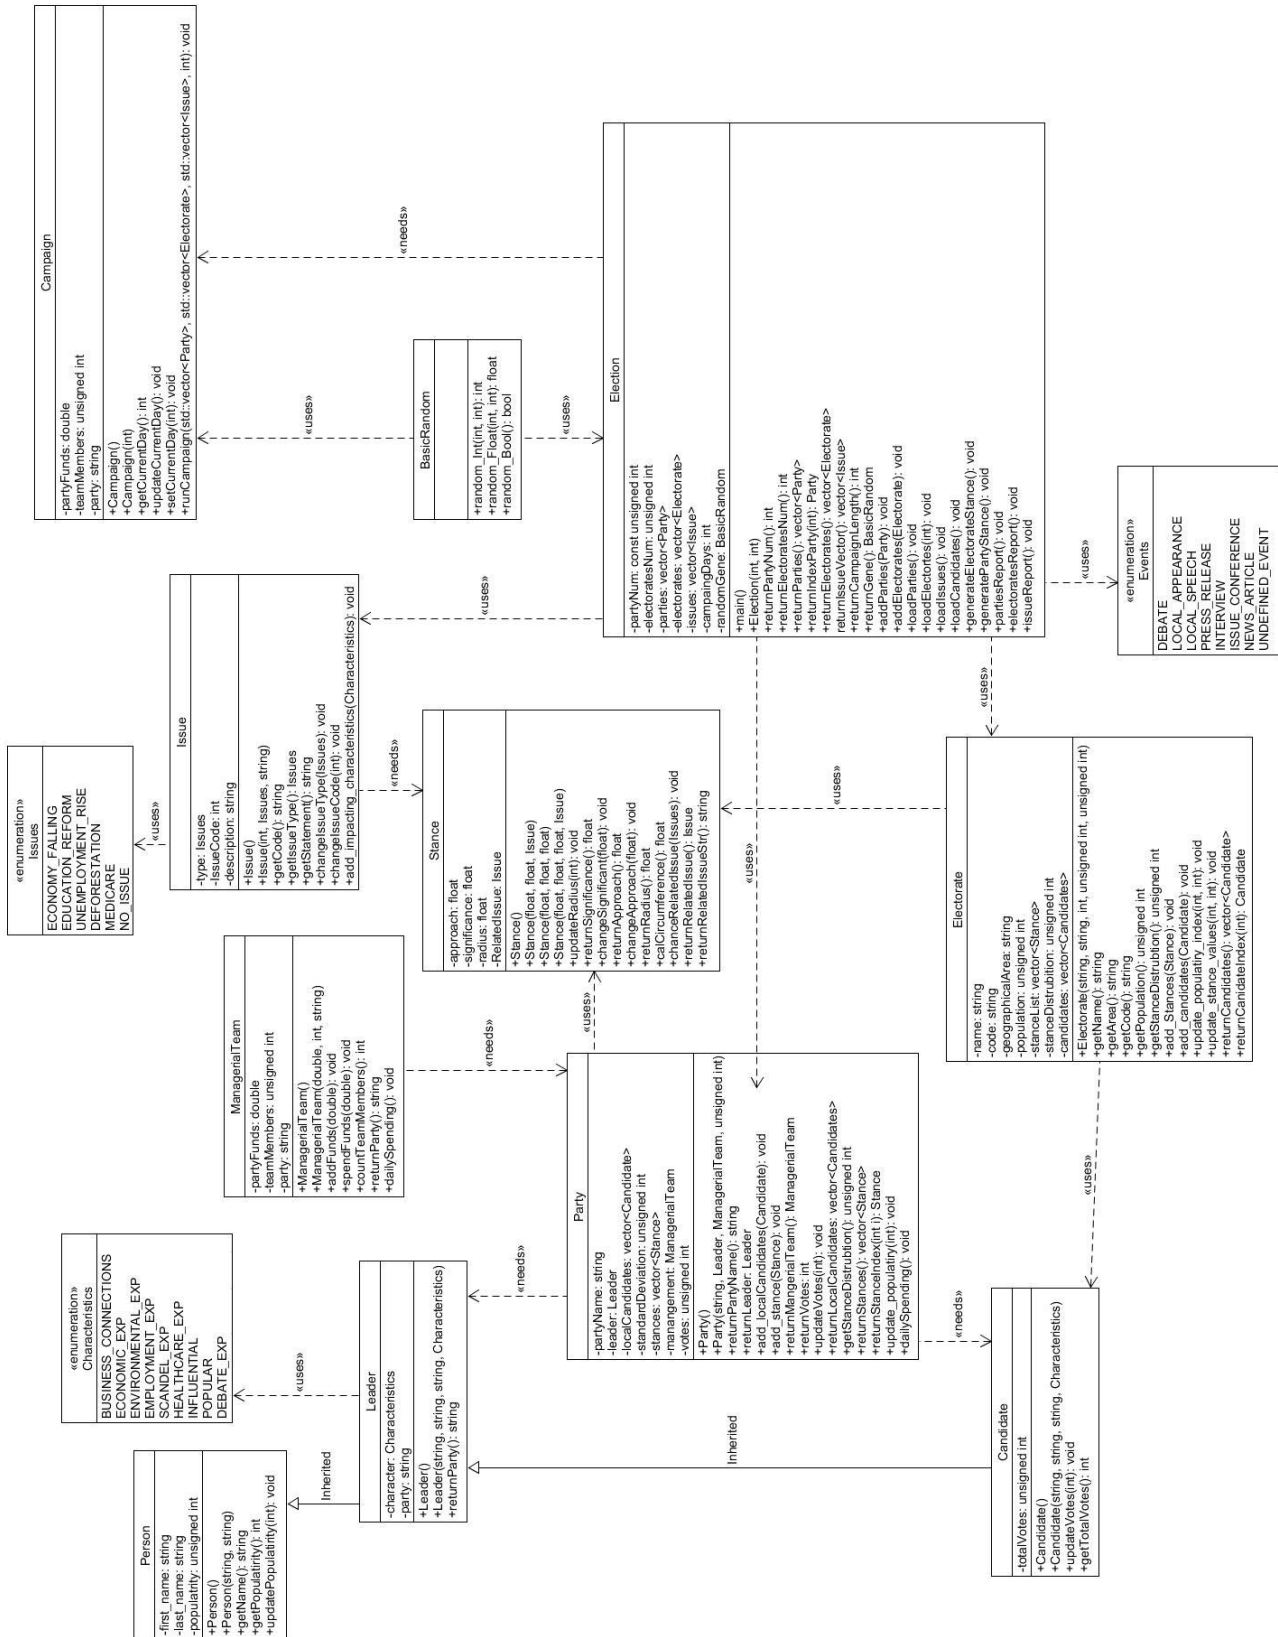 Person
-first_name: string
-last_name: string
-populatrity: unsigned int
+Person()
+Person(string, string)
+getName(): string
+getPopulatirity(): int
+updatePopulatirity(int): void
Inherited
«enumeration»
Characteristics
BUSINESS_CONNECTIONS
ECONOMIC_EXP
ENVIRONMENTAL_EXP
EMPLOYMENT_EXP
SCANDEL_EXP
HEALTHCARE_EXP
INFLUENTIAL
POPULAR
DEBATE_EXP
«uses»
Leader
-character: Characteristics
-party: string
+Leader()
+Leader(string, string, string, Characteristics)
+returnParty(): string
Inherited
«needs»
Candidate
-totalVotes: unsigned int
+Candidate()
+Candidate(string, string, string, Characteristics)
+updateVotes(int): void
+getTotalVotes(): int
ManagerialTeam
-partyFunds: double
-teamMembers: unsigned int
-party: string
+ManagerialTeam()
+ManagerialTeam(double, int, string)
+addFunds(double): void
+spendFunds(double): void
+countTeamMembers(): int
+returnParty(): string
+dailySpending(): void
«needs»
Party
-partyName: string
-leader: Leader
-localCandidates: vector<Candidate>
-standardDeviation: unsigned int
-stances: vector<Stance>
-manangement: ManagerialTeam
-votes: unsigned int
+Party()
+Party(string, Leader, ManagerialTeam, unsigned int)
+returnPartyName(): string
+returnLeader: Leader
+add_localCandidates(Candidate): void
+add_stance(Stance): void
+returnMangerialTeam(): ManagerialTeam
+returnVotes: int
+updateVotes(int): void
+returnLocalCandidates: vector<Candidates>
+getStanceDistrubtion(): unsigned int
+returnStances(): vector<Stance>
+returnStanceIndex(int i): Stance
+update_populatiry(int): void
+dailySpending(): void
«needs»
«uses»
«enumeration»
Issues
ECONOMY_FALLING
EDUCATION_REFORM
UNEMPLOYMENT_RISE
DEFORESTATION
MEDICARE
NO_ISSUE
«uses»
Issue
-type: Issues
-IssueCode: int
-description: string
+Issue()
+Issue(int, Issues, string)
+getCode(): string
+getIssueType(): Issues
+getStatement(): string
+changeIssueType(Issues): void
+changeIssueCode(int): void
+add_impacting_characteristics(Characteristics): void
«needs»
Stance
-approach: float
-significance: float
-radius: float
-RelatedIssue: Issue
+Stance()
+Stance(float, float, Issue)
+Stance(float, float, float)
+Stance(float, float, float, Issue)
+updateRadius(int): void
+returnSignificance(): float
+changeSignificant(float): void
+returnApproach(): float
+changeApproach(float): void
+returnRadius(): float
+calCircumference(): float
+chanceRelatedIssue(Issues): void
+returnRelatedIssue(): Issue
+returnRelatedIssueStr(): string
«uses»
«uses»
Electorate
-name: string
-code: string
-geographicalArea: string
-population: unsigned int
-stanceList: vector<Stance>
-stanceDistrubition: unsigned int
-candidates: vector<Candidates>
+Electorate(string, string, int, unsigned int, unsigned int)
+getName(): string
+getArea(): string
+getCode(): string
+getPopulation(): unsigned int
+getStanceDistrubtion(): unsigned int
+add_Stances(Stance): void
+add_candidates(Candidate): void
+update_populatiry_index(int, int): void
+update_stance_values(int, int): void
+returnCandidates(): vector<Candidate>
+returnCanidateIndex(int): Candidate
«uses»
Campaign
-partyFunds: double
-teamMembers: unsigned int
-party: string
+Campaign()
+Campaign(int)
+getCurrentDay(): int
+updateCurrentDay(): void
+setCurrentDay(int): void
+runCampaign(std::vector<Party>, std::vector<Electorate>, std::vector<Issue>, int): void
«uses»
«needs»
BasicRandom
+random_Int(int, int): int
+random_Float(int, int): float
+random_Bool(): bool
«uses»
«uses»
Election
-partyNum: const unsigned int
-electoratesNum: unsigned int
-parties: vector<Party>
-electorates: vector<Electorate>
-issues: vector<Issue>
-campaingDays: int
-randomGene: BasicRandom
+main()
+Election(int, int)
+returnPartyNum(): int
+returnElectoratesNum(): int
+returnParties(): vector<Party>
+returnIndexParty(int): Party
+returnElectorates(): vector<Electorate>
returnIssueVector(): vector<Issue>
+returnCampaignLength(): int
+returnGene(): BasicRandom
+addParties(Party): void
+addElectorates(Electorate): void
+loadParties(): void
+loadElectortes(int): void
+loadIssues(): void
+loadCandidates(): void
+generateElectorateStance(): void
+generatePartyStance(): void
+partiesReport(): void
+electoratesReport(): void
+issueReport(): void
«uses»
«uses»
«enumeration»
Events
DEBATE
LOCAL_APPEARANCE
LOCAL_SPEECH
PRESS_RELEASE
INTERVIEW
ISSUE_CONFERENCE
NEWS_ARTICLE
UNDEFINED_EVENT